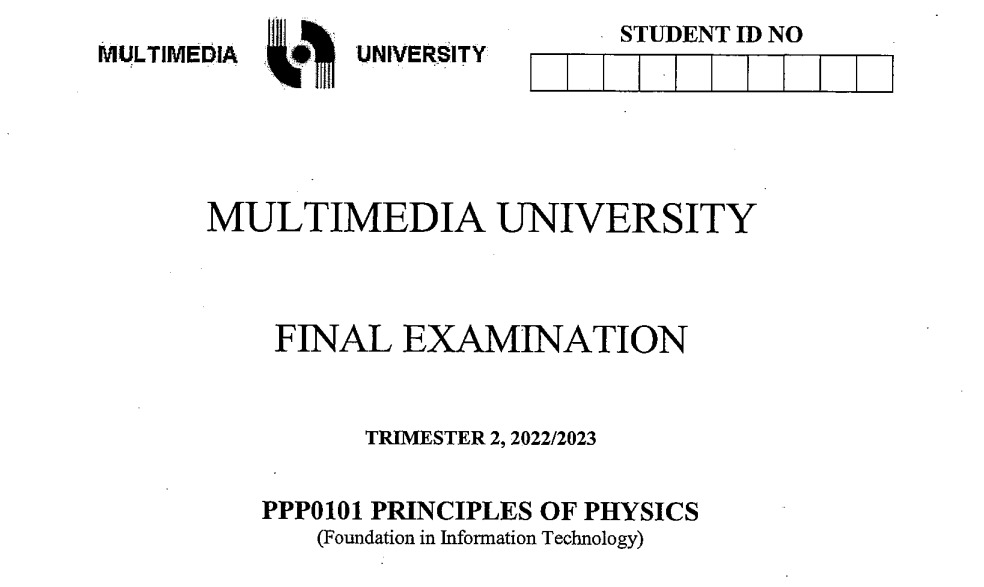 MULTIMEDIA UNIVERSITY
STUDENT ID NO
MULTIMEDIA UNIVERSITY
FINAL EXAMINATION
TRIMESTER 2, 2022/2023
PPP0101 PRINCIPLES OF PHYSICS
(Foundation in Information Technology)